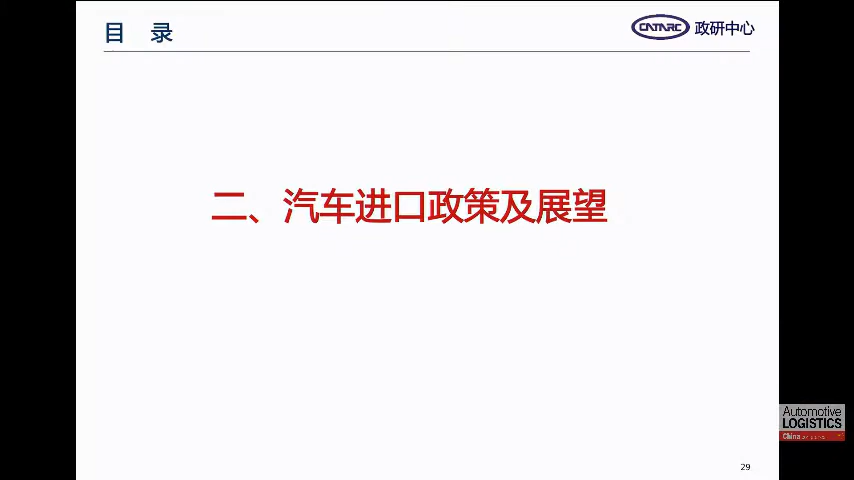 目 录
CATARC 政研中心
二、汽车进口政策及展望
Automotive
LOGISTICS
China
29